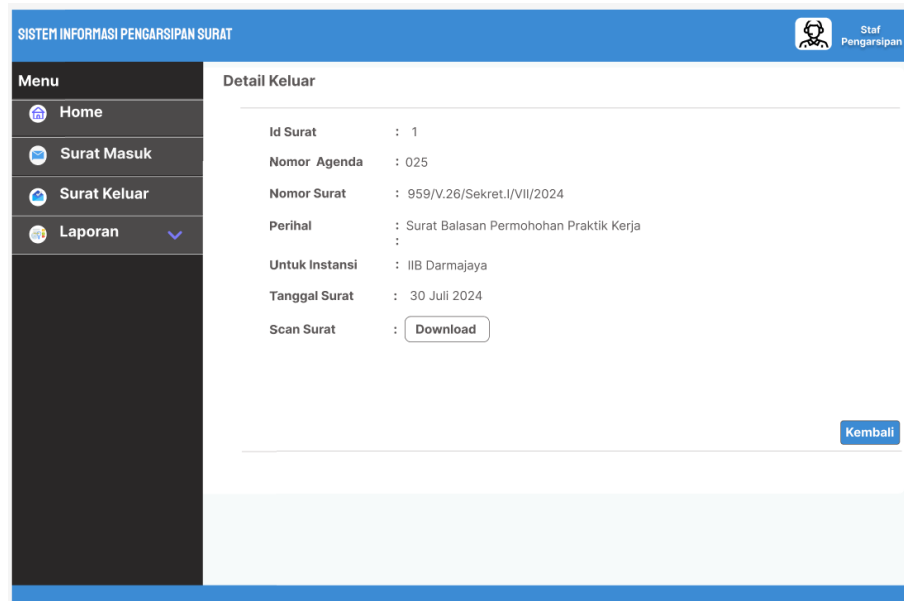 SISTEM INFORMASI PENGARSIPAN SURAT
Staf
Pengarsipan
Menu
Home
Surat Masuk
Surat Keluar
Laporan
Detail Keluar
Id Surat : 1
Nomor Agenda : 025
Nomor Surat : 959/V.26/Sekret.I/VII/2024
Perihal : Surat Balasan Permohohan Praktik Kerja
:
Untuk Instansi : IIB Darmajaya
Tanggal Surat : 30 Juli 2024
Scan Surat : Download
Kembali